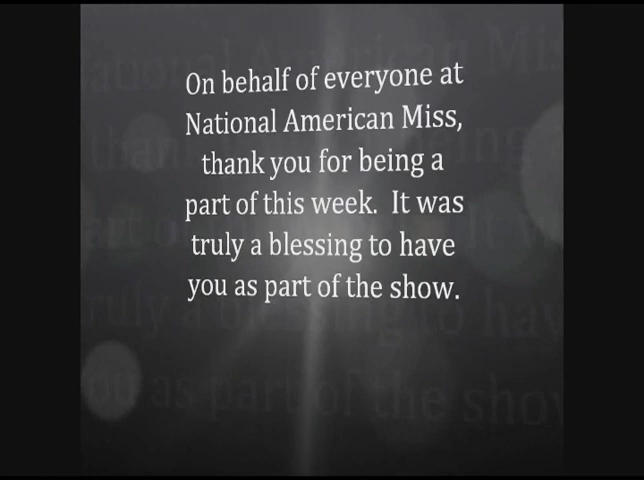 On behalf of everyone at
National American Miss,
thank you for being a
part of this week.  It was
truly a blessing to have
you as part of the show.